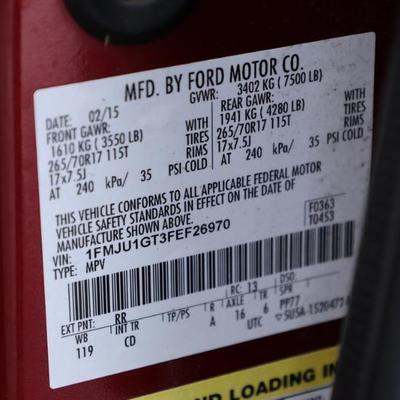 MFD. BY FORD MOTOR CO.
DATE: 02/15 GVWR: 3402 KG ( 7500 LB)
FRONT GAWR: REAR GAWR:
1610 KG ( 3550 LB) WITH 1941 KG ( 4280 LB) WITH
265/70R17 115T TIRES 265/70R17 115T TIRES
17x7.5J RIMS 17x7.5J RIMS
AT 240 kPa/ 35 PSI COLD AT 240 kPa/ 35 PSI COLD
THIS VEHICLE CONFORMS TO ALL APPLICABLE FEDERAL MOTOR
VEHICLE SAFETY STANDARDS IN EFFECT ON THE DATE OF
MANUFACTURE SHOWN ABOVE.
VIN: 1FMJU1GT3FEF26970 F0363
TYPE: MPV T0453
EXT PNT: RR RC: 13 DSO:
WB INT TR TP/PS R AXLE TR SPR
119 CD A 16 6 PP77
UTC
LOADING IN